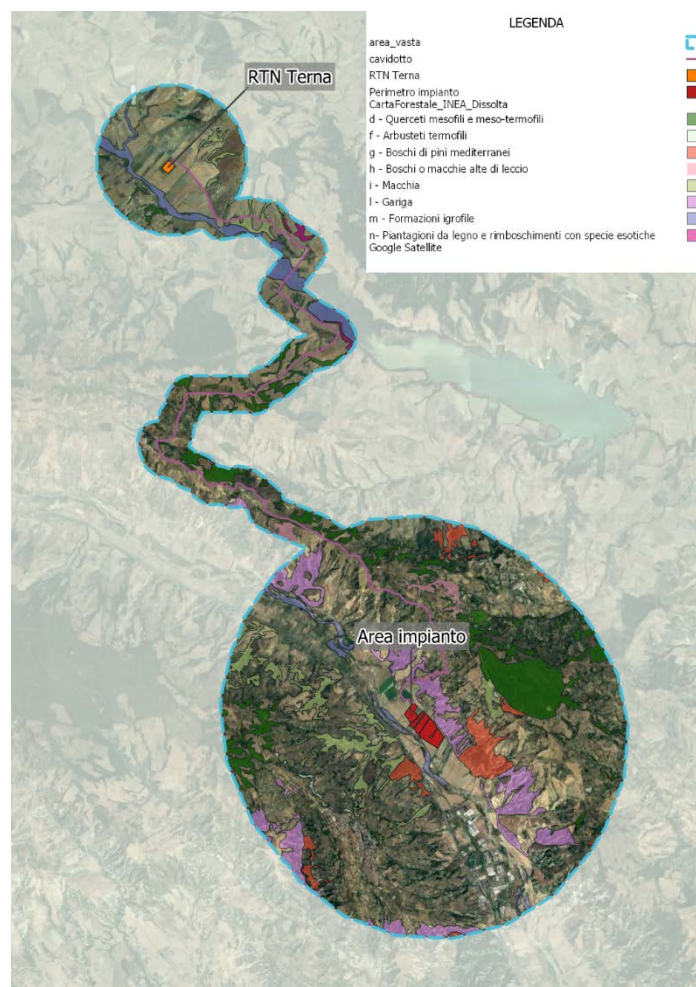 LEGENDA
area_vasta
cavidotto
RTN Terna
Perimetro impianto
CartaForestale_INEA_Dissolta
d - Querceti mesofili e meso-termofili
f - Arbusteti termofili
g - Boschi di pini mediterranei
h - Boschi o macchie alte di leccio
i - Macchia
l - Gariga
m - Formazioni igrofile
n- Piantagioni da legno e rimboschimenti con specie esotiche
Google Satellite
RTN Terna
Area impianto